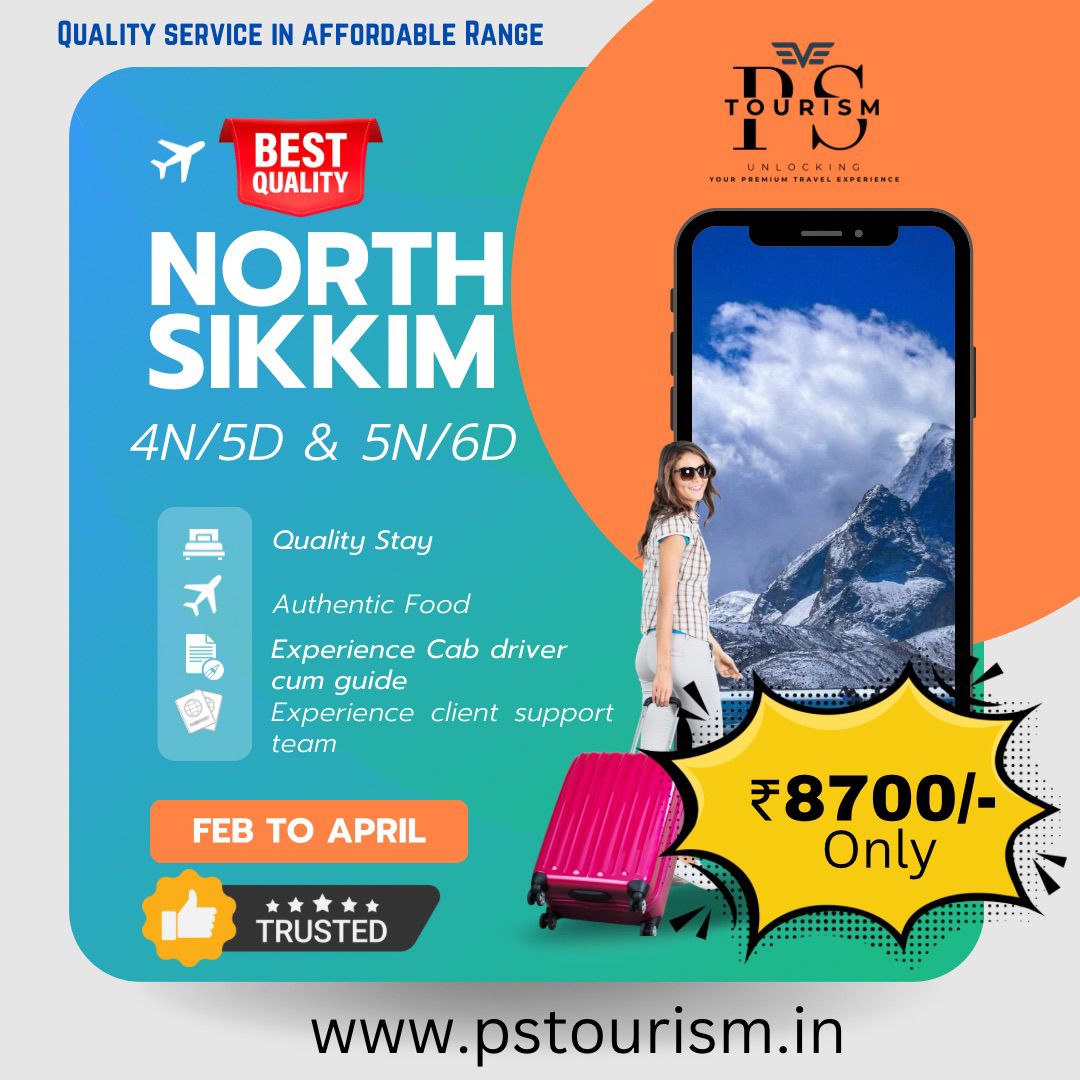 QUALITY SERVICE IN AFFORDABLE RANGE
PS
TOURISM
UNLOCKING
YOUR PREMIUM TRAVEL EXPERIENCE
BEST
QUALITY
NORTH
SIKKIM
4N/5D & 5N/6D
Quality Stay
Authentic Food
Experience Cab driver
cum guide
Experience client support
team
₹8700/-
Only
FEB TO APRIL
TRUSTED
www.pstourism.in